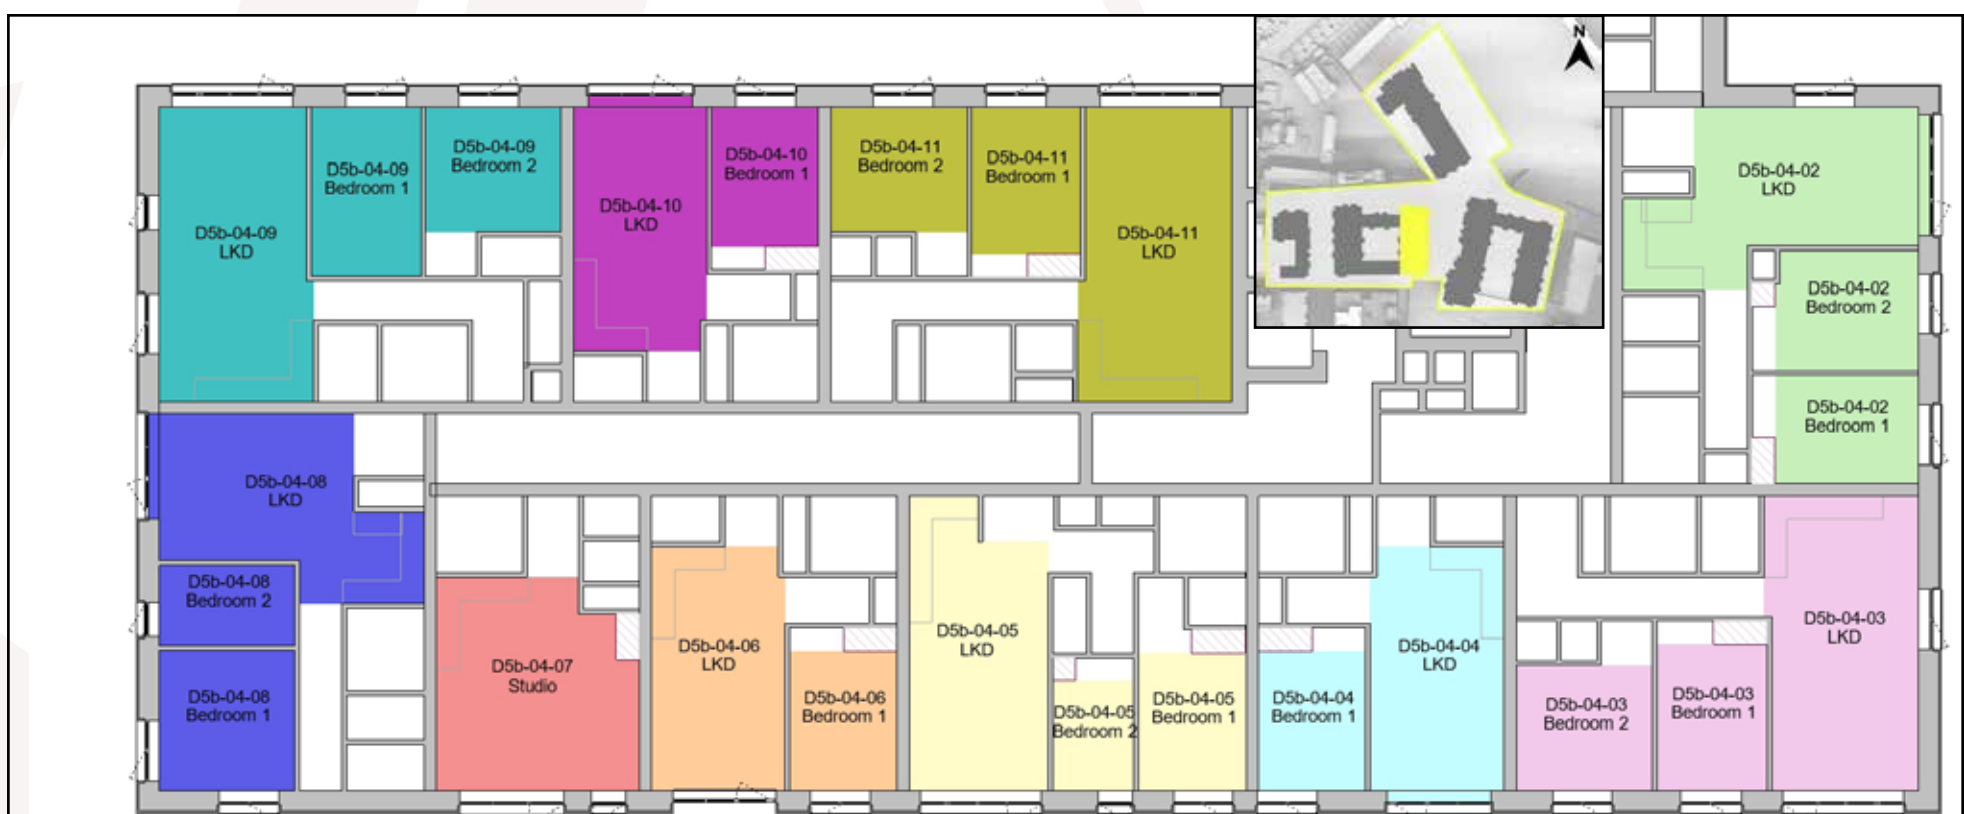 N
D5b-04-09
LKD
D5b-04-09
Bedroom 1
D5b-04-09
Bedroom 2
D5b-04-10
LKD
D5b-04-10
Bedroom 1
D5b-04-11
Bedroom 2
D5b-04-11
Bedroom 1
D5b-04-11
LKD
D5b-04-02
LKD
D5b-04-02
Bedroom 2
D5b-04-02
Bedroom 1
D5b-04-08
LKD
D5b-04-08
Bedroom 2
D5b-04-08
Bedroom 1
D5b-04-07
Studio
D5b-04-06
LKD
D5b-04-06
Bedroom 1
D5b-04-05
LKD
D5b-04-05
Bedroom 2
D5b-04-05
Bedroom 1
D5b-04-04
Bedroom 1
D5b-04-04
LKD
D5b-04-03
Bedroom 2
D5b-04-03
Bedroom 1
D5b-04-03
LKD